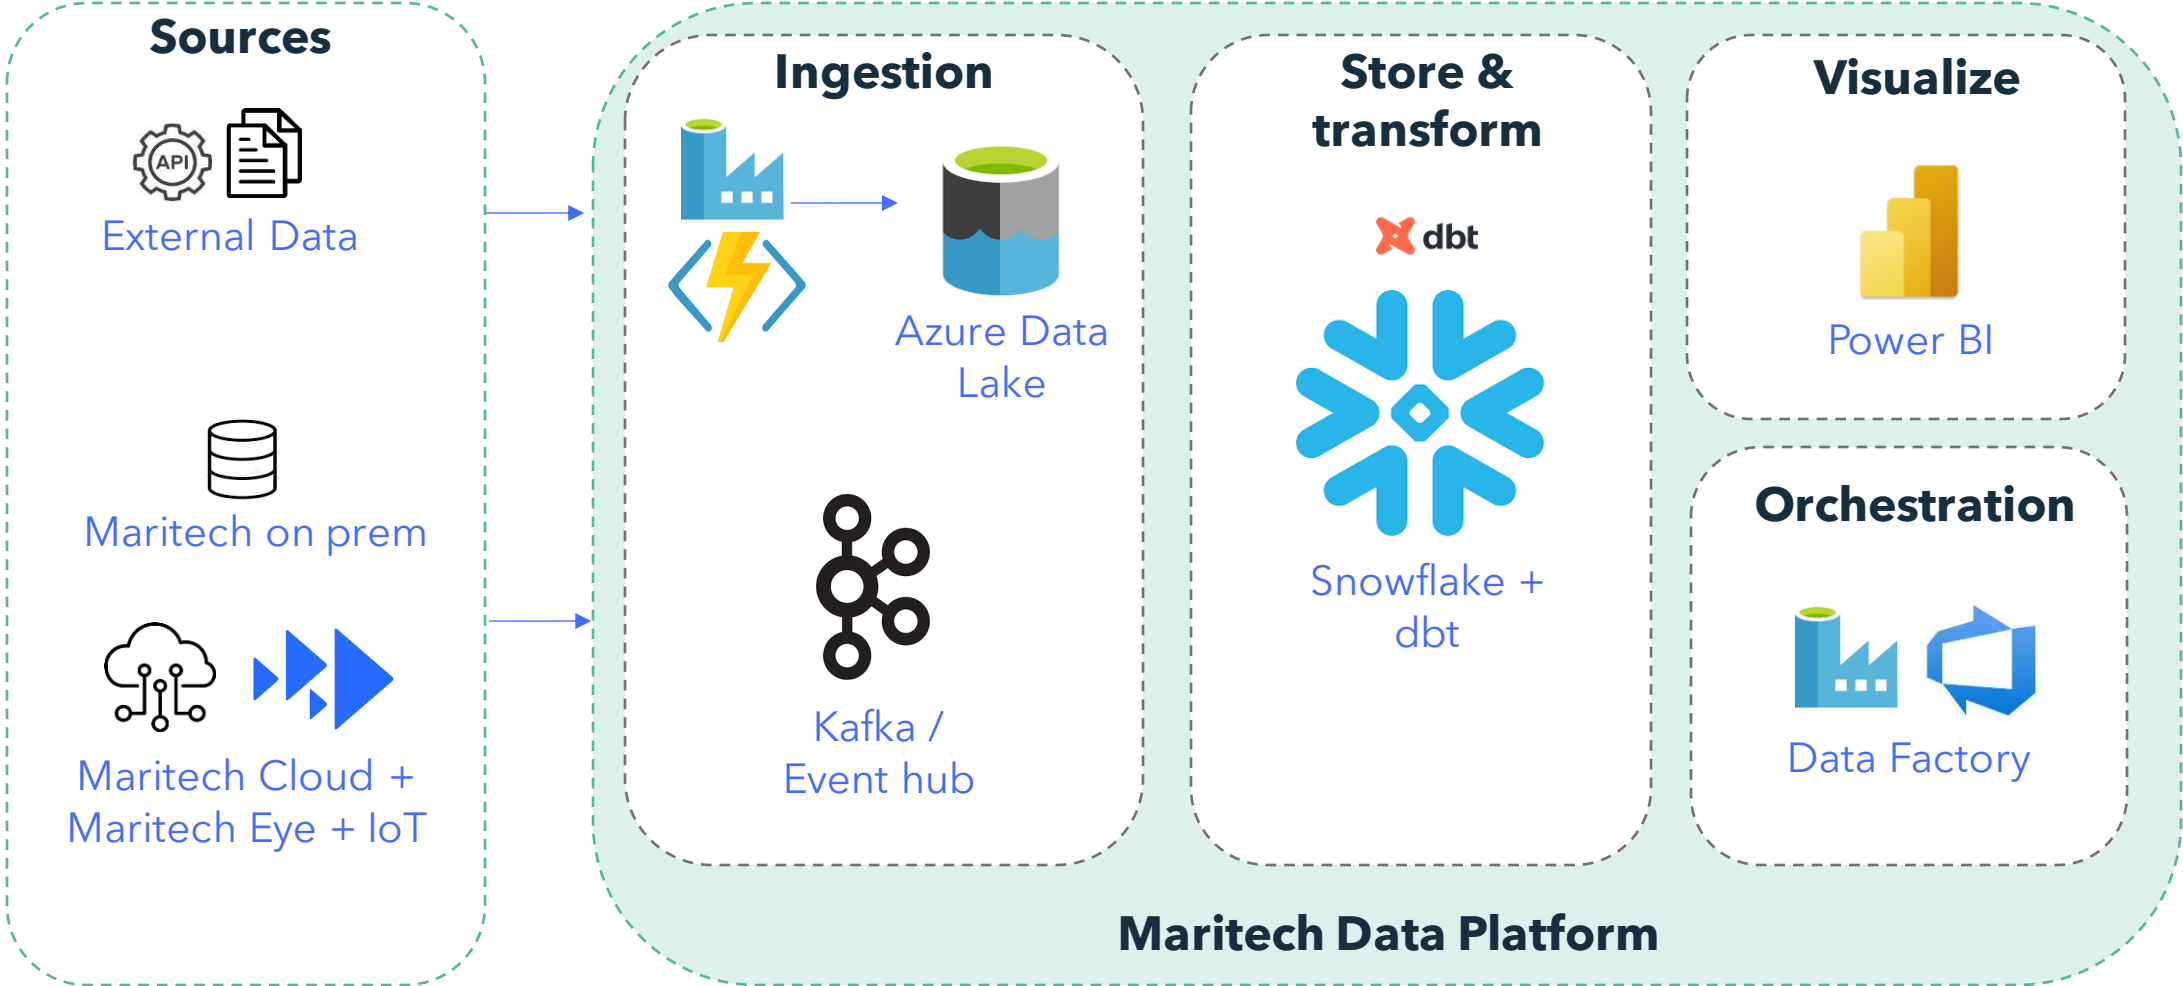 Sources
API
External Data
Maritech on prem
Maritech Cloud +
Maritech Eye + IoT
Ingestion
Azure Data
Lake
Kafka /
Event hub
Store &
transform
dbt
Snowflake +
dbt
Visualize
Power BI
Orchestration
Data Factory
Maritech Data Platform